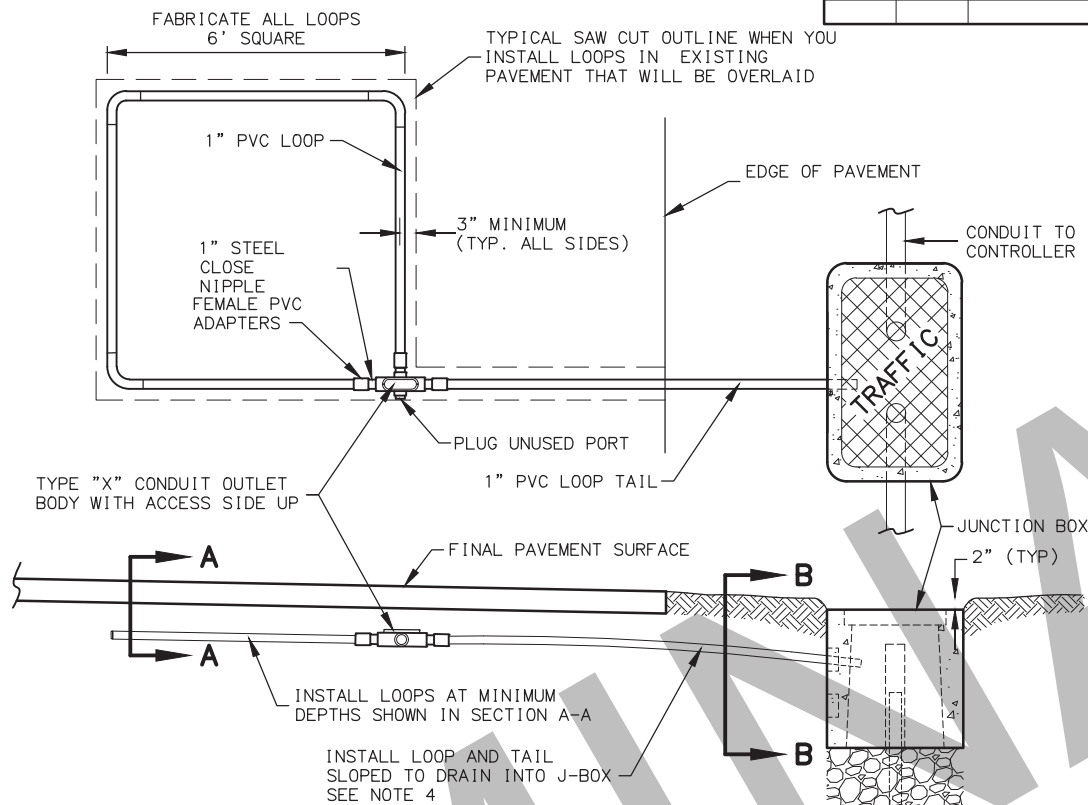 FABRICATE ALL LOOPS
6' SQUARE
TYPICAL SAW CUT OUTLINE WHEN YOU
INSTALL LOOPS IN EXISTING
PAVEMENT THAT WILL BE OVERLAID
1" PVC LOOP
EDGE OF PAVEMENT
3" MINIMUM
(TYP. ALL SIDES)
CONDUIT TO
CONTROLLER
1" STEEL
CLOSE
NIPPLE
FEMALE PVC
ADAPTERS
TRAFFIC
PLUG UNUSED PORT
1" PVC LOOP TAIL
TYPE "X" CONDUIT OUTLET
BODY WITH ACCESS SIDE UP
JUNCTION BOX
FINAL PAVEMENT SURFACE
2" (TYP)
A
B
A
B
INSTALL LOOPS AT MINIMUM
DEPTHS SHOWN IN SECTION A-A
INSTALL LOOP AND TAIL
SLOPED TO DRAIN INTO J-BOX
SEE NOTE 4